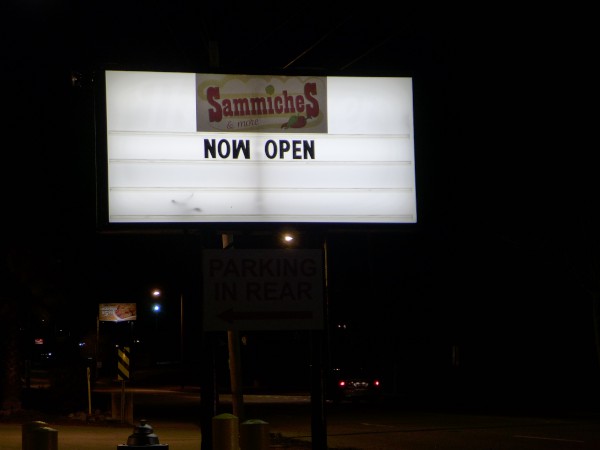 SammicheS
& more
NOW OPEN
PARKING
IN REAR